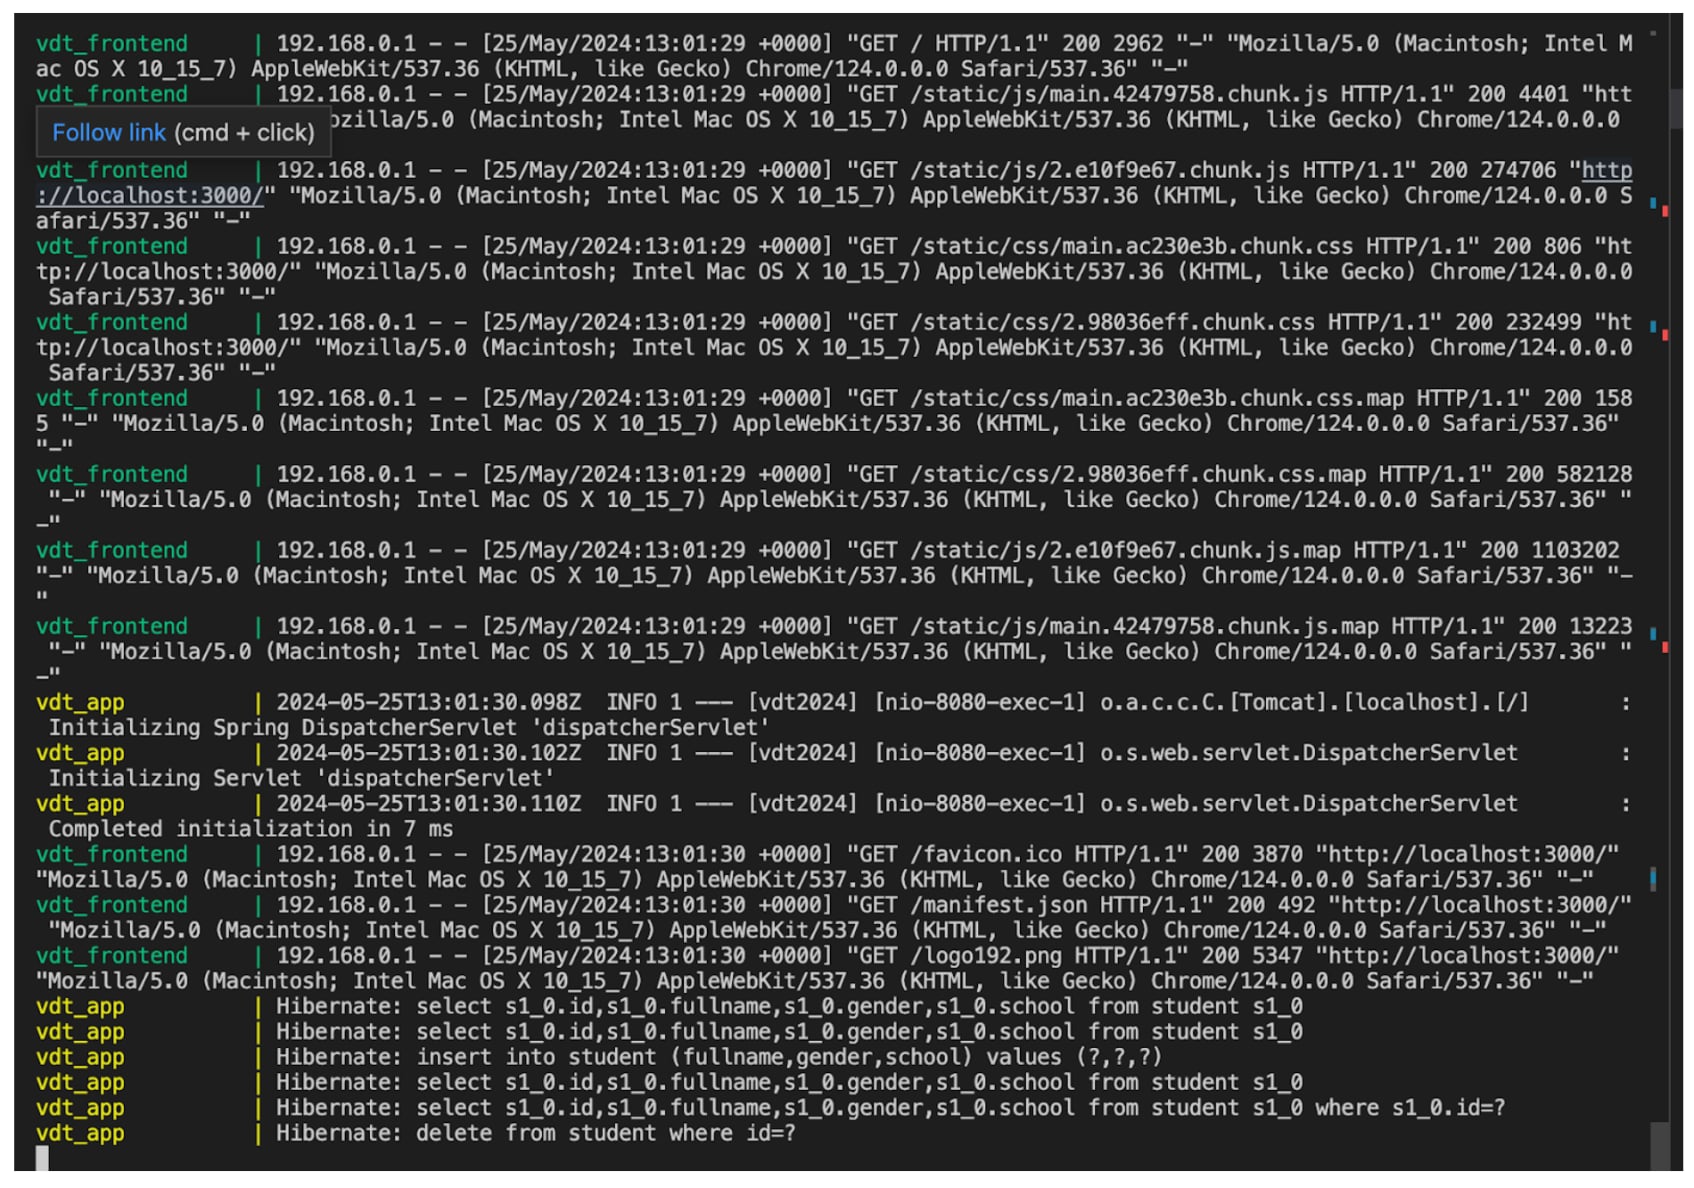 vdt_frontend | 192.168.0.1 - - [25/May/2024:13:01:29 +0000] "GET / HTTP/1.1" 200 2962 "-" "Mozilla/5.0 (Macintosh; Intel M
ac OS X 10_15_7) AppleWebKit/537.36 (KHTML, like Gecko) Chrome/124.0.0.0 Safari/537.36" "-"
vdt_frontend | 192.168.0.1 - - [25/May/2024:13:01:29 +0000] "GET /static/js/main.42479758.chunk.js HTTP/1.1" 200 4401 "htt
Follow link (cmd + click)
ozilla/5.0 (Macintosh; Intel Mac OS X 10_15_7) AppleWebKit/537.36 (KHTML, like Gecko) Chrome/124.0.0.0
vdt_frontend | 192.168.0.1 - - [25/May/2024:13:01:29 +0000] "GET /static/js/2.e10f9e67.chunk.js HTTP/1.1" 200 274706 "http
://localhost:3000/" "Mozilla/5.0 (Macintosh; Intel Mac OS X 10_15_7) AppleWebKit/537.36 (KHTML, like Gecko) Chrome/124.0.0.0 S
afari/537.36" "-"
vdt_frontend | 192.168.0.1 - - [25/May/2024:13:01:29 +0000] "GET /static/css/main.ac230e3b.chunk.css HTTP/1.1" 200 806 "ht
tp://localhost:3000/" "Mozilla/5.0 (Macintosh; Intel Mac OS X 10_15_7) AppleWebKit/537.36 (KHTML, like Gecko) Chrome/124.0.0.0
Safari/537.36" "-"
vdt_frontend | 192.168.0.1 - - [25/May/2024:13:01:29 +0000] "GET /static/css/2.98036eff.chunk.css HTTP/1.1" 200 232499 "ht
tp://localhost:3000/" "Mozilla/5.0 (Macintosh; Intel Mac OS X 10_15_7) AppleWebKit/537.36 (KHTML, like Gecko) Chrome/124.0.0.0
Safari/537.36" "-"
vdt_frontend | 192.168.0.1 - - [25/May/2024:13:01:29 +0000] "GET /static/css/main.ac230e3b.chunk.css.map HTTP/1.1" 200 158
5 "-" "Mozilla/5.0 (Macintosh; Intel Mac OS X 10_15_7) AppleWebKit/537.36 (KHTML, like Gecko) Chrome/124.0.0.0 Safari/537.36"
"-"
vdt_frontend | 192.168.0.1 - - [25/May/2024:13:01:29 +0000] "GET /static/css/2.98036eff.chunk.css.map HTTP/1.1" 200 582128
"-" "Mozilla/5.0 (Macintosh; Intel Mac OS X 10_15_7) AppleWebKit/537.36 (KHTML, like Gecko) Chrome/124.0.0.0 Safari/537.36" "
-"
vdt_frontend | 192.168.0.1 - - [25/May/2024:13:01:29 +0000] "GET /static/js/2.e10f9e67.chunk.js.map HTTP/1.1" 200 1103202
"-" "Mozilla/5.0 (Macintosh; Intel Mac OS X 10_15_7) AppleWebKit/537.36 (KHTML, like Gecko) Chrome/124.0.0.0 Safari/537.36" "-
"
vdt_frontend | 192.168.0.1 - - [25/May/2024:13:01:29 +0000] "GET /static/js/main.42479758.chunk.js.map HTTP/1.1" 200 13223
"-" "Mozilla/5.0 (Macintosh; Intel Mac OS X 10_15_7) AppleWebKit/537.36 (KHTML, like Gecko) Chrome/124.0.0.0 Safari/537.36" "
-"
vdt_app | 2024-05-25T13:01:30.098Z INFO 1 --- [vdt2024] [nio-8080-exec-1] o.a.c.c.C.[Tomcat].[localhost].[/] :
Initializing Spring DispatcherServlet 'dispatcherServlet'
vdt_app | 2024-05-25T13:01:30.102Z INFO 1 --- [vdt2024] [nio-8080-exec-1] o.s.web.servlet.DispatcherServlet :
Initializing Servlet 'dispatcherServlet'
vdt_app | 2024-05-25T13:01:30.110Z INFO 1 --- [vdt2024] [nio-8080-exec-1] o.s.web.servlet.DispatcherServlet :
Completed initialization in 7 ms
vdt_frontend | 192.168.0.1 - - [25/May/2024:13:01:30 +0000] "GET /favicon.ico HTTP/1.1" 200 3870 "http://localhost:3000/"
"Mozilla/5.0 (Macintosh; Intel Mac OS X 10_15_7) AppleWebKit/537.36 (KHTML, like Gecko) Chrome/124.0.0.0 Safari/537.36" "-"
vdt_frontend | 192.168.0.1 - - [25/May/2024:13:01:30 +0000] "GET /manifest.json HTTP/1.1" 200 492 "http://localhost:3000/"
"Mozilla/5.0 (Macintosh; Intel Mac OS X 10_15_7) AppleWebKit/537.36 (KHTML, like Gecko) Chrome/124.0.0.0 Safari/537.36" "-"
vdt_frontend | 192.168.0.1 - - [25/May/2024:13:01:30 +0000] "GET /logo192.png HTTP/1.1" 200 5347 "http://localhost:3000/"
"Mozilla/5.0 (Macintosh; Intel Mac OS X 10_15_7) AppleWebKit/537.36 (KHTML, like Gecko) Chrome/124.0.0.0 Safari/537.36" "-"
vdt_app | Hibernate: select s1_0.id,s1_0.fullname,s1_0.gender,s1_0.school from student s1_0
vdt_app | Hibernate: select s1_0.id,s1_0.fullname,s1_0.gender,s1_0.school from student s1_0
vdt_app | Hibernate: insert into student (fullname,gender,school) values (?,?,?)
vdt_app | Hibernate: select s1_0.id,s1_0.fullname,s1_0.gender,s1_0.school from student s1_0
vdt_app | Hibernate: select s1_0.id,s1_0.fullname,s1_0.gender,s1_0.school from student s1_0 where s1_0.id=?
vdt_app | Hibernate: delete from student where id=?